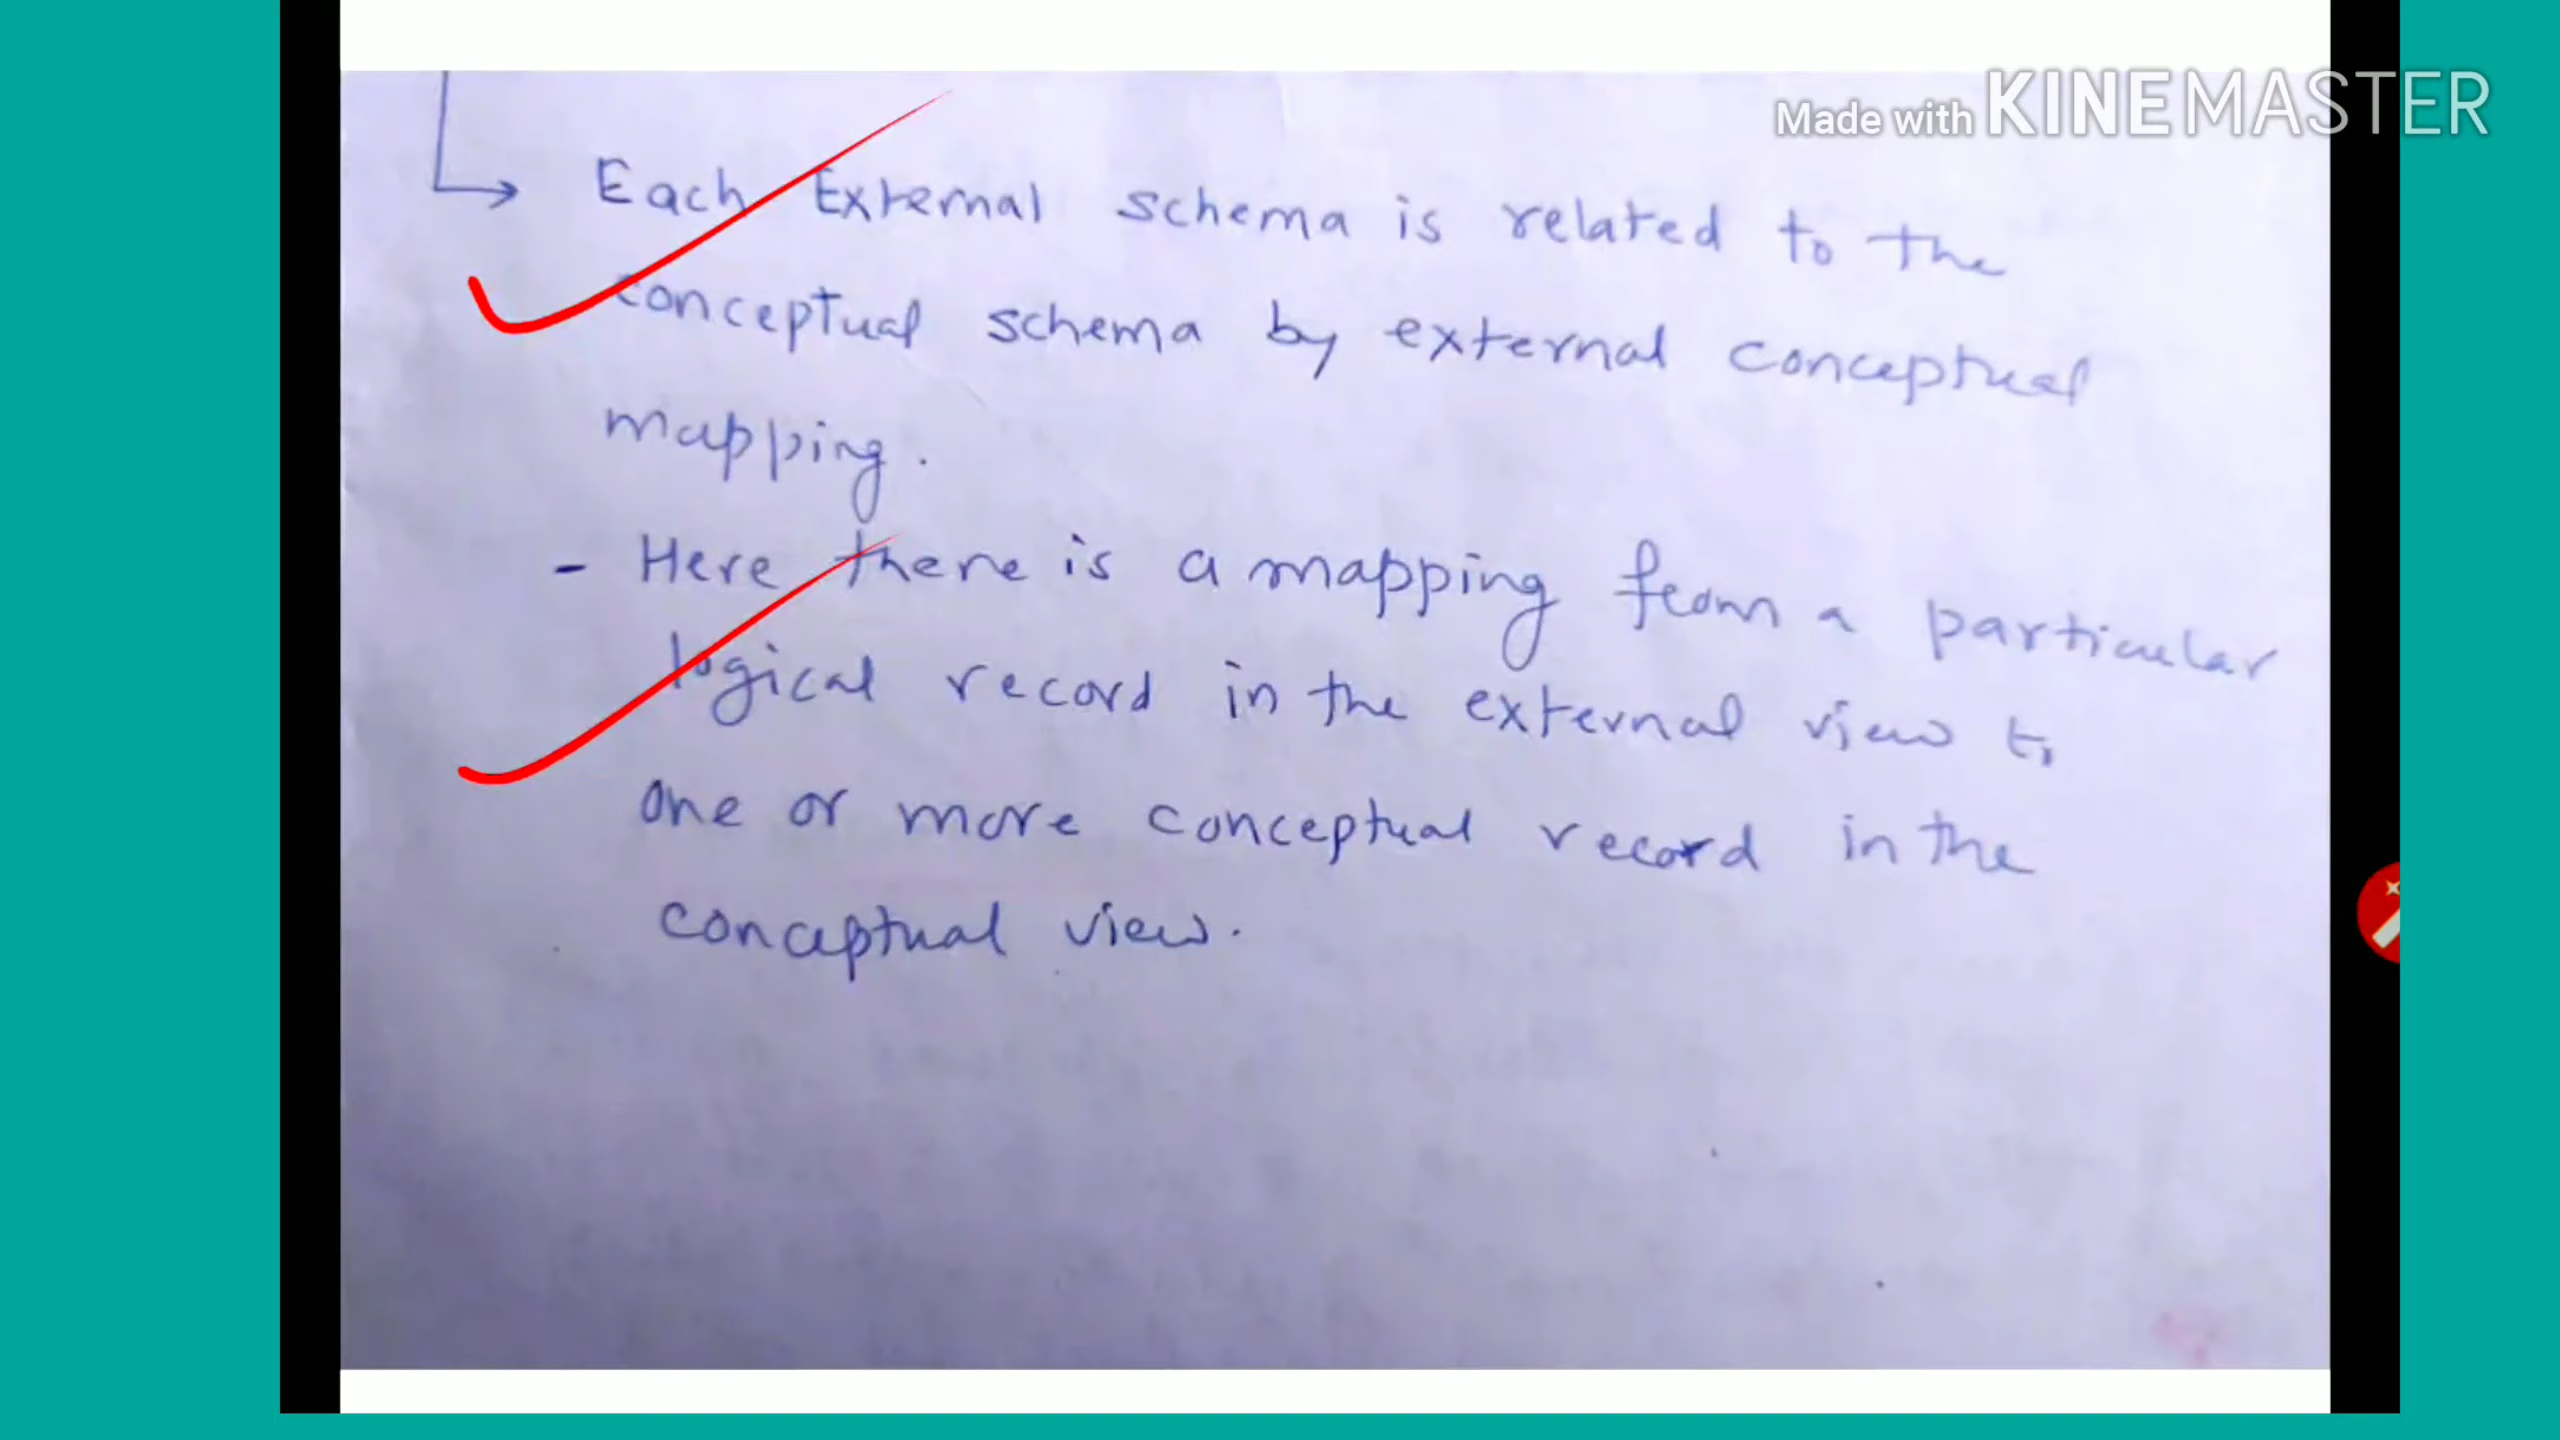 Made with KINEMASTER
Each External schema is related to the
conceptual schema by external conceptual
mapping.
- Here there is a mapping from a particular
logical record in the external view to
one or more conceptual record in the
conceptual view.